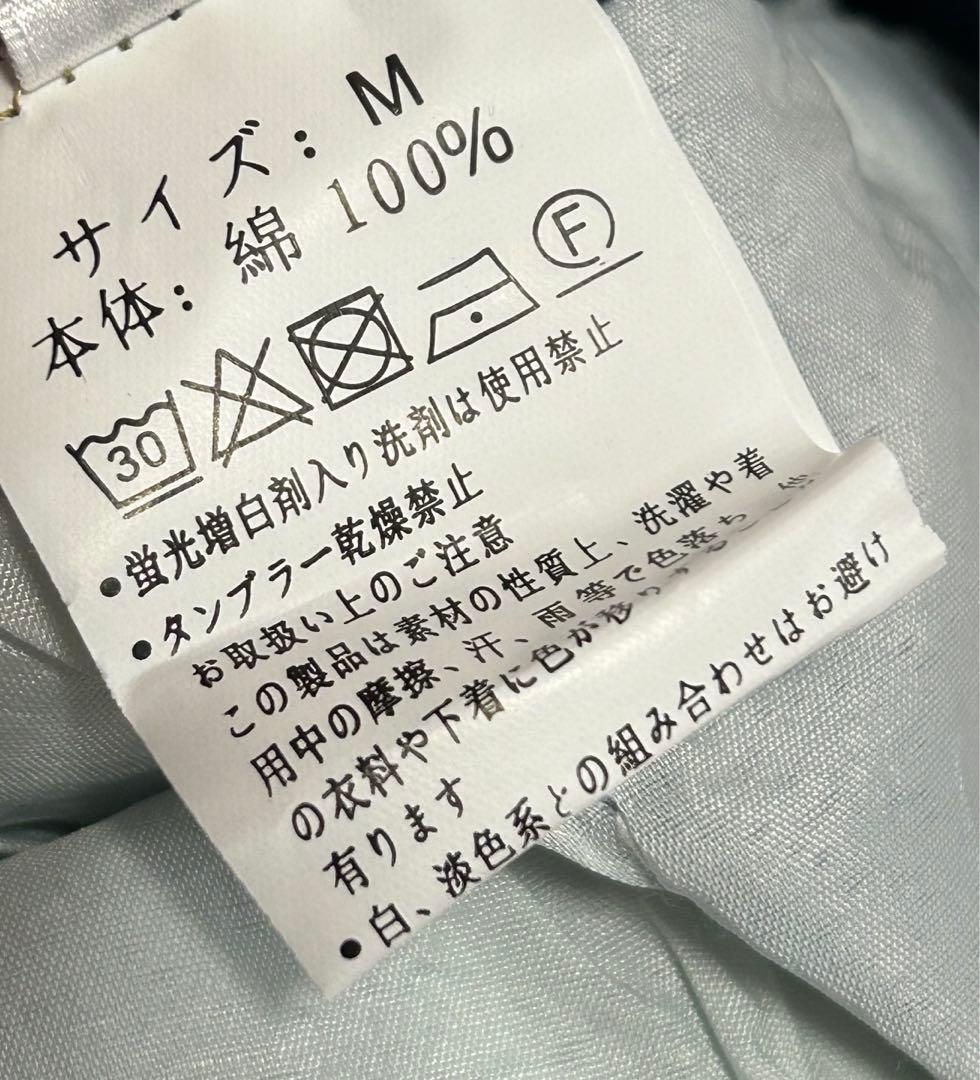 サイズ: M
本体: 綿 100%
30
F
•蛍光増白剤入り洗剤は使用禁止
•タンブラー乾燥禁止
お取扱い上のご注意
この製品は素材の性質上、洗濯や着
用中の摩擦、汗、雨等で色落ち
の衣料や下着に色が移り
有ります
•白、淡色系との組み合わせはお避け